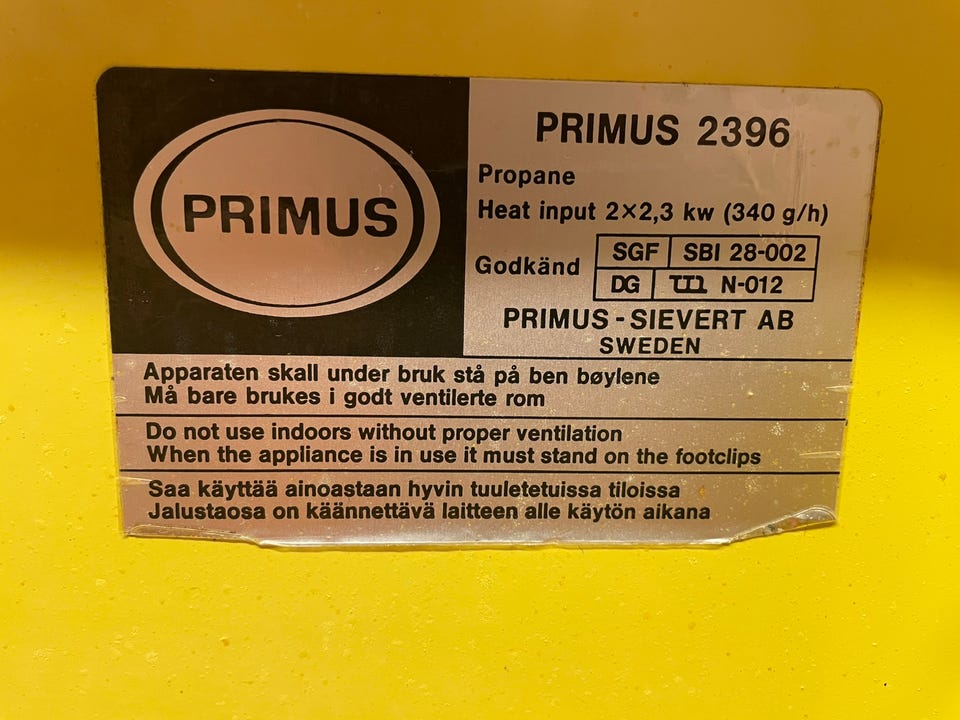 PRIMUS
PRIMUS 2396
Propane
Heat input 2×2,3 kw (340 g/h)
Godkänd
SGF SBI 28-002
DG N-012
PRIMUS - SIEVERT AB
SWEDEN
Apparaten skall under bruk stå på ben bøylene
Må bare brukes i godt ventilerte rom
Do not use indoors without proper ventilation
When the appliance is in use it must stand on the footclips
Saa käyttää ainoastaan hyvin tuuletetuissa tiloissa
Jalustaosa on käännettävä laitteen alle käytön aikana